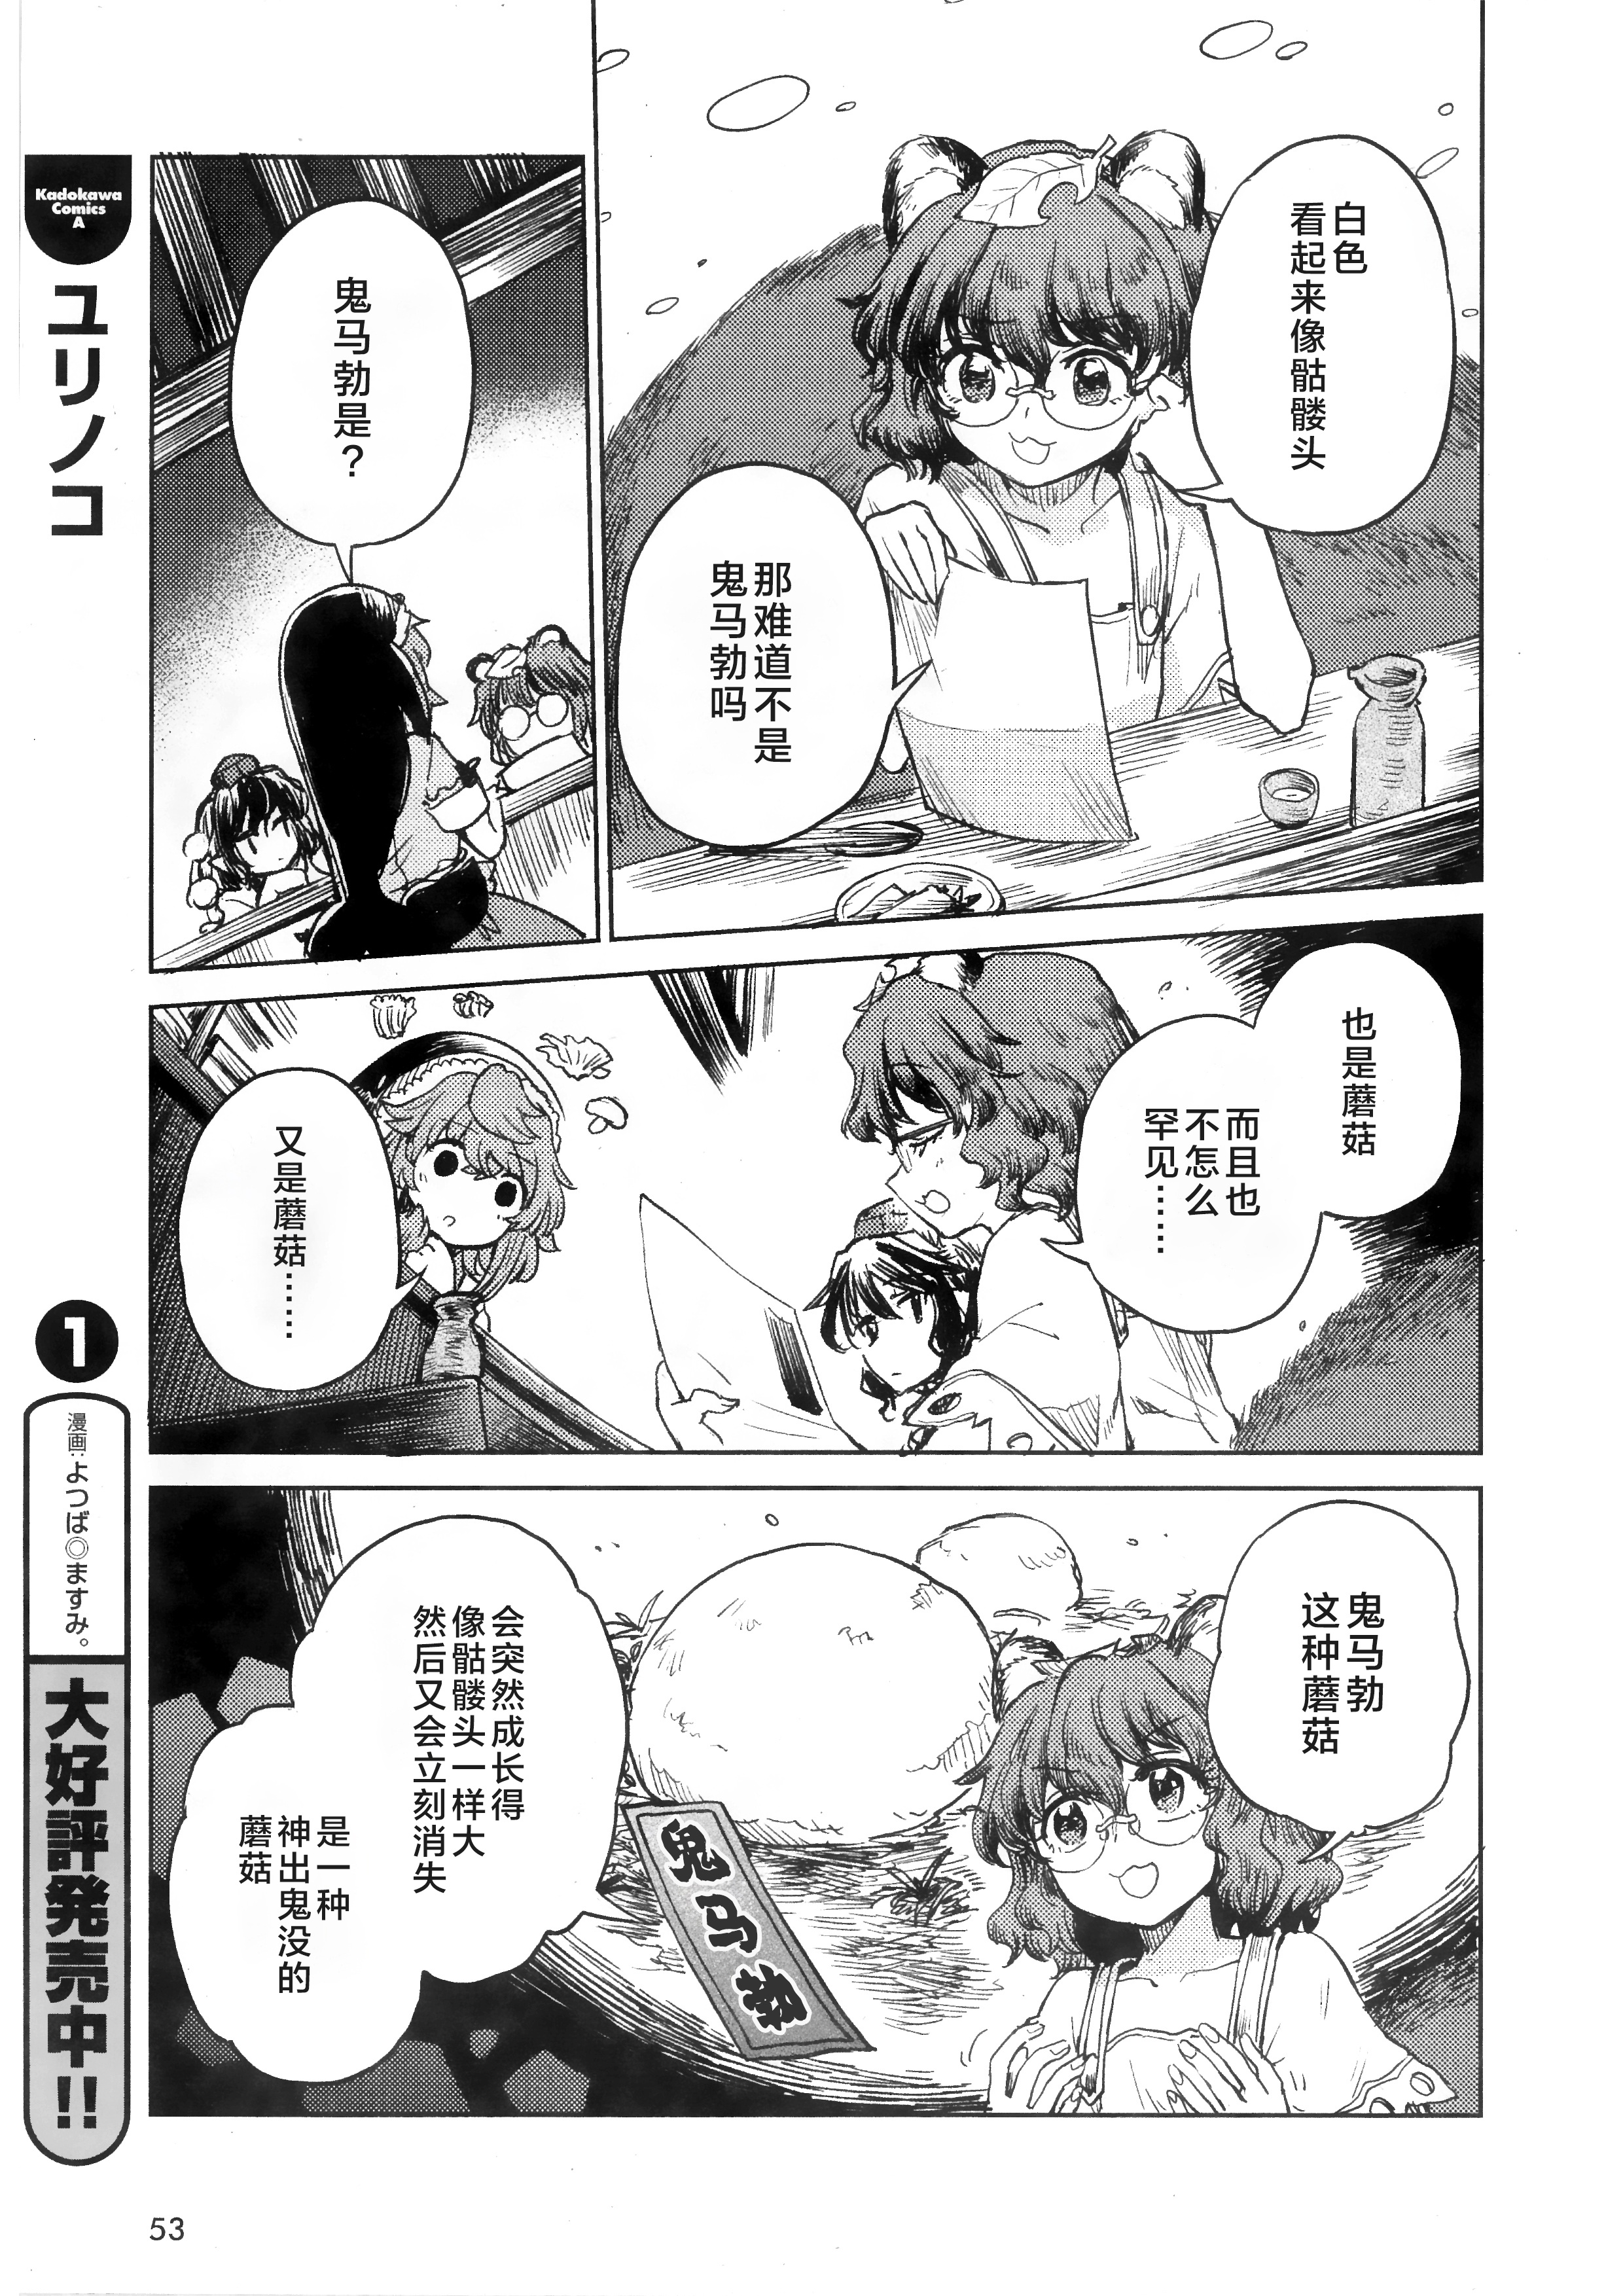 白色
看起来像骷髅头
那难道不是
鬼马勃吗
鬼马勃是？
也是蘑菇
而且也
不怎么
罕见……
又是蘑菇……
鬼马勃
这种蘑菇
鬼马勃
会突然成长得
像骷髅头一样大
然后又会立刻消失
是一种
神出鬼没的
蘑菇
Kadokawa
Comics
A
ユリノコ
1
漫画：よつば◎ますみ。
大好評発売中!!
53